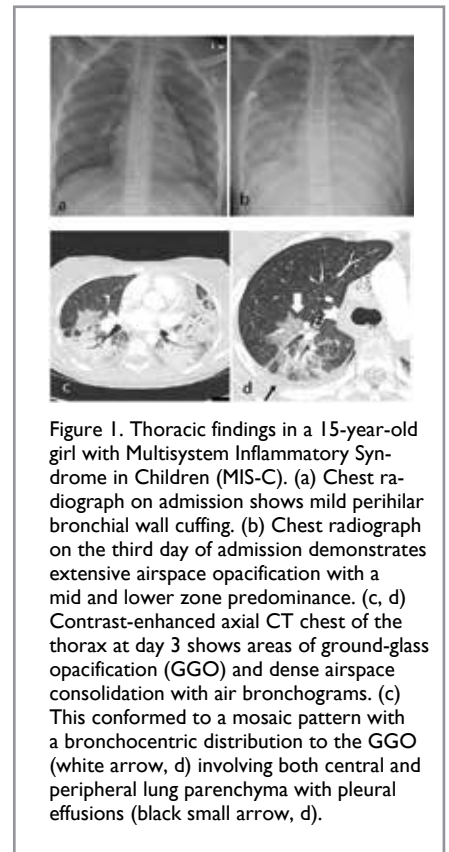 a
b
c
d
Figure 1. Thoracic findings in a 15-year-old
girl with Multisystem Inflammatory Syn-
drome in Children (MIS-C). (a) Chest ra-
diograph on admission shows mild perihilar
bronchial wall cuffing. (b) Chest radiograph
on the third day of admission demonstrates
extensive airspace opacification with a
mid and lower zone predominance. (c, d)
Contrast-enhanced axial CT chest of the
thorax at day 3 shows areas of ground-glass
opacification (GGO) and dense airspace
consolidation with air bronchograms. (c)
This conformed to a mosaic pattern with
a bronchocentric distribution to the GGO
(white arrow, d) involving both central and
peripheral lung parenchyma with pleural
effusions (black small arrow, d).